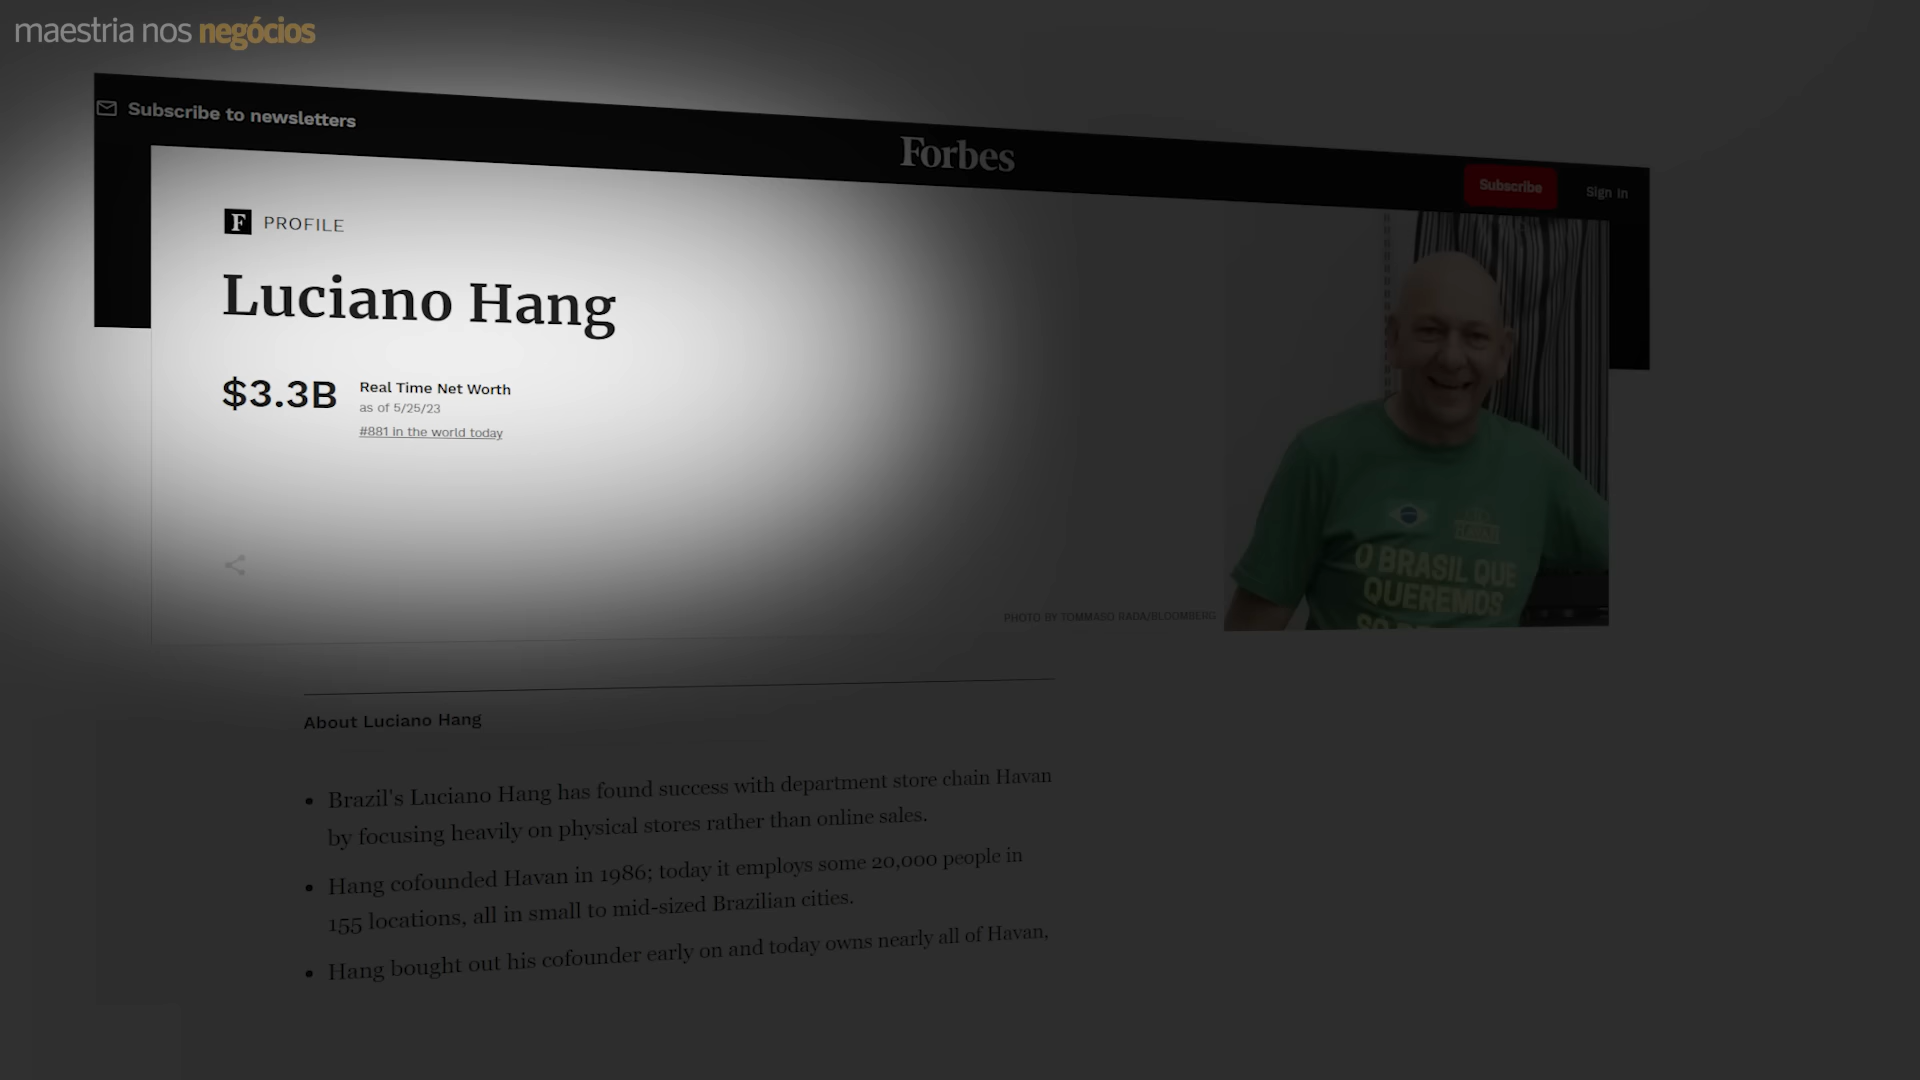 maestria nos negócios
Subscribe to newsletters
Forbes
Subscribe
Sign In
F PROFILE
Luciano Hang
$3.3B
Real Time Net Worth
as of 5/25/23
#881 in the world today
HAVAN
O BRASIL QUE
QUEREMOS
PHOTO BY TOMMASO RADA/BLOOMBERG
About Luciano Hang
• Brazil's Luciano Hang has found success with department store chain Havan
by focusing heavily on physical stores rather than online sales.
• Hang cofounded Havan in 1986; today it employs some 20,000 people in
155 locations, all in small to mid-sized Brazilian cities.
• Hang bought out his cofounder early on and today owns nearly all of Havan,